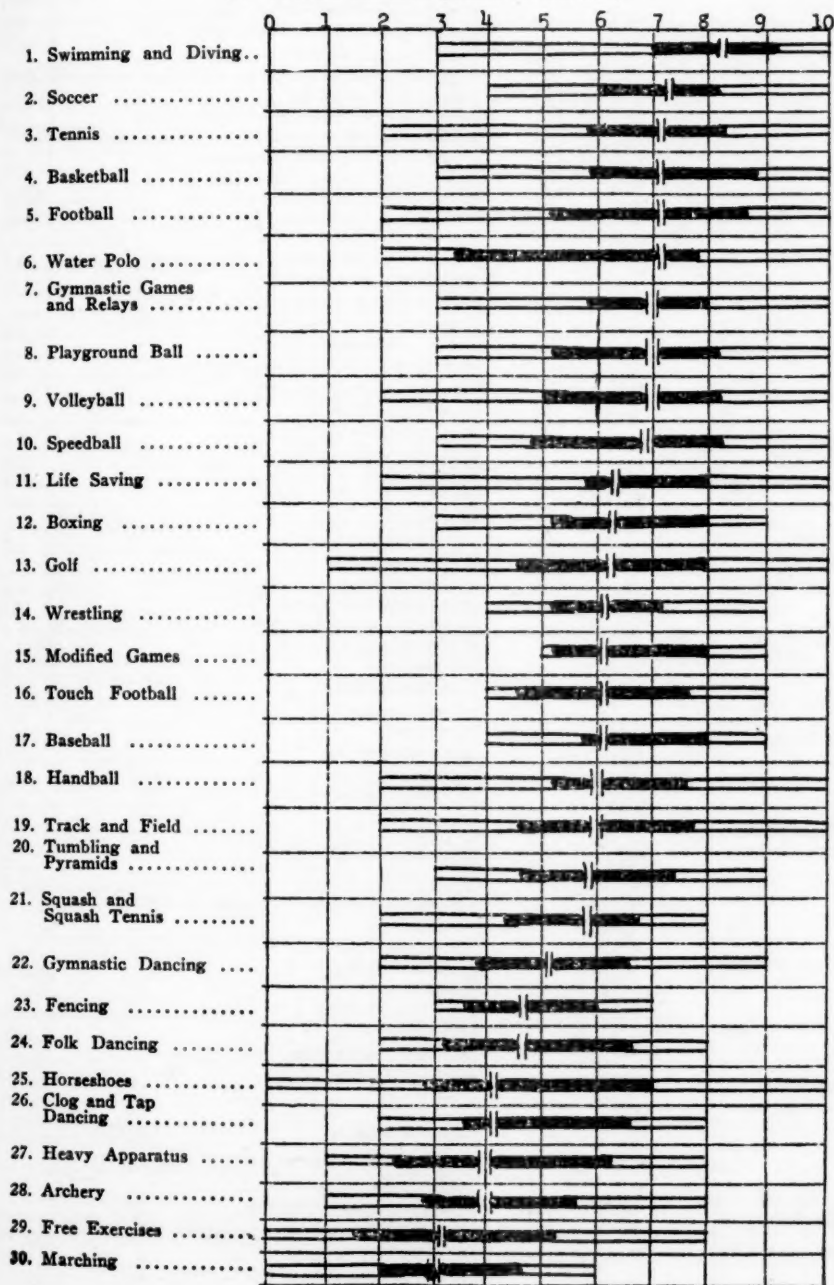 0 1 2 3 4 5 6 7 8 9 10
1. Swimming and Diving..
2. Soccer ................
3. Tennis ................
4. Basketball .............
5. Football ..............
6. Water Polo ............
7. Gymnastic Games
and Relays ............
8. Playground Ball .......
9. Volleyball .............
10. Speedball .............
11. Life Saving ...........
12. Boxing ...............
13. Golf ..................
14. Wrestling .............
15. Modified Games .......
16. Touch Football .......
17. Baseball ..............
18. Handball .............
19. Track and Field .......
20. Tumbling and
Pyramids .............
21. Squash and
Squash Tennis .........
22. Gymnastic Dancing ....
23. Fencing ..............
24. Folk Dancing .........
25. Horseshoes ............
26. Clog and Tap
Dancing ..............
27. Heavy Apparatus ......
28. Archery ..............
29. Free Exercises .........
30. Marching .............